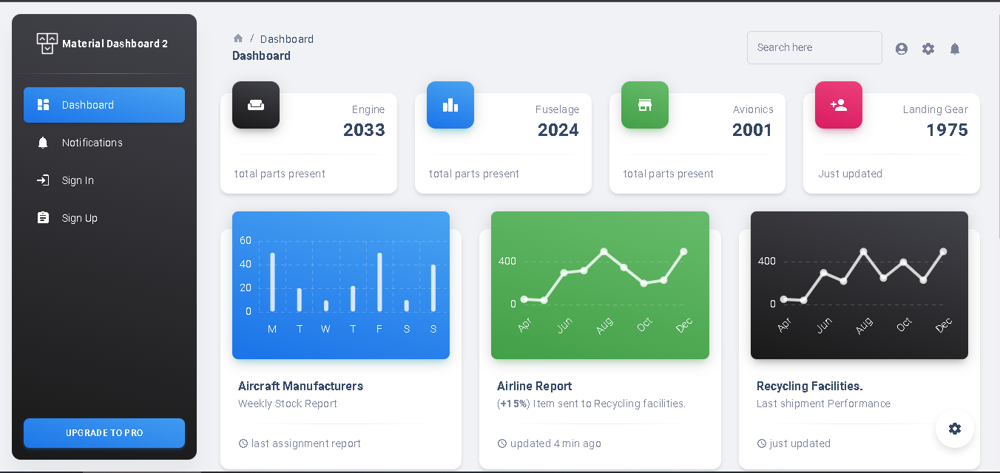 Material Dashboard 2
Dashboard
Notifications
Sign In
Sign Up
UPGRADE TO PRO
/ Dashboard
Dashboard
Search here
Engine
2033
total parts present
Fuselage
2024
total parts present
Avionics
2001
total parts present
Landing Gear
1975
Just updated
60
40
20
0
M T W T F S S
Aircraft Manufacturers
Weekly Stock Report
last assignment report
400
0
Apr Jun Aug Oct Dec
Airline Report
(+15%) Item sent to Recycling facilities.
updated 4 min ago
400
0
Apr Jun Aug Oct Dec
Recycling Facilities.
Last shipment Performance
just updated